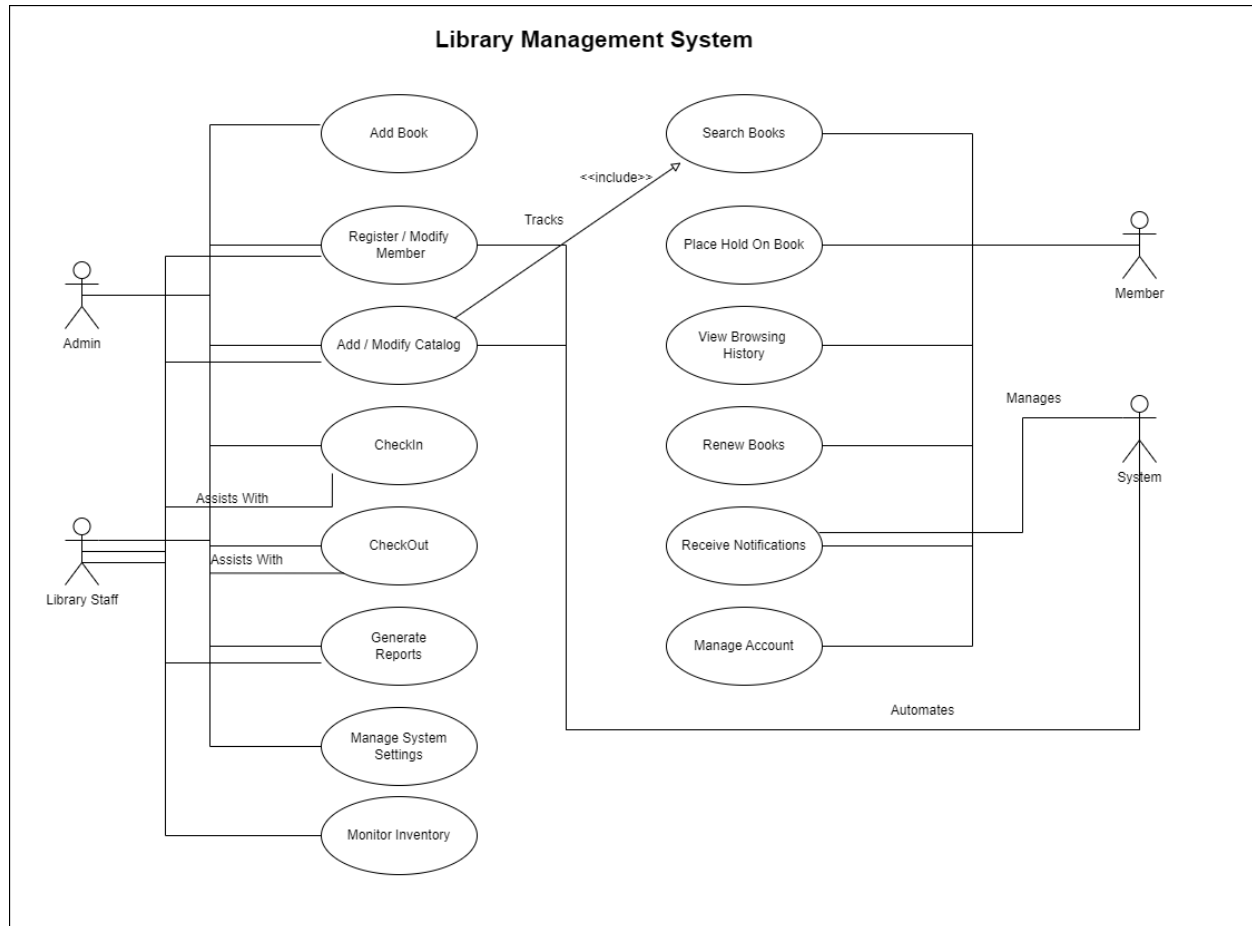 Library Management System
Add Book
Search Books
<<include>>
Tracks
Register / Modify
Member
Place Hold On Book
Member
Admin
Add / Modify Catalog
View Browsing
History
Manages
CheckIn
Renew Books
System
Assists With
CheckOut
Receive Notifications
Assists With
Library Staff
Generate
Reports
Manage Account
Automates
Manage System
Settings
Monitor Inventory